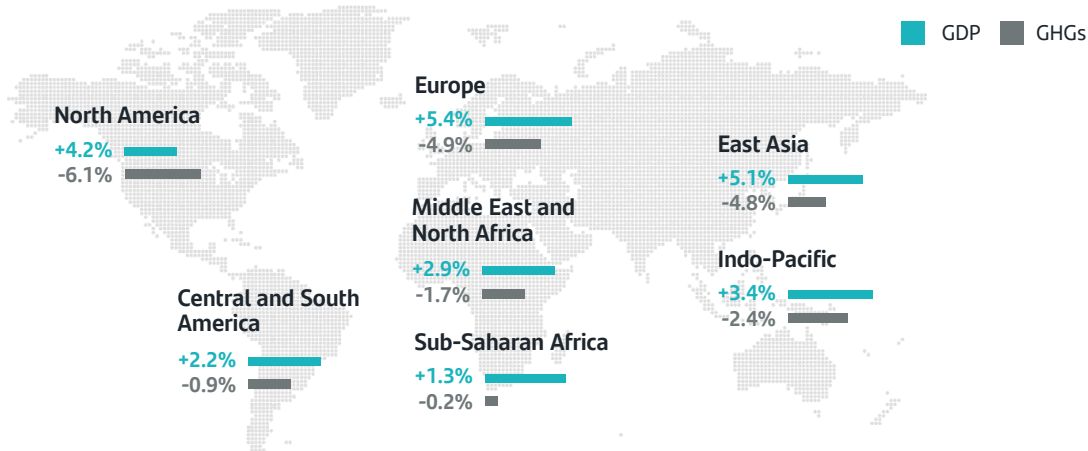 GDP GHGs
North America
+4.2%
-6.1%
Europe
+5.4%
-4.9%
East Asia
+5.1%
-4.8%
Middle East and
North Africa
+2.9%
-1.7%
Indo-Pacific
+3.4%
-2.4%
Central and South
America
+2.2%
-0.9%
Sub-Saharan Africa
+1.3%
-0.2%